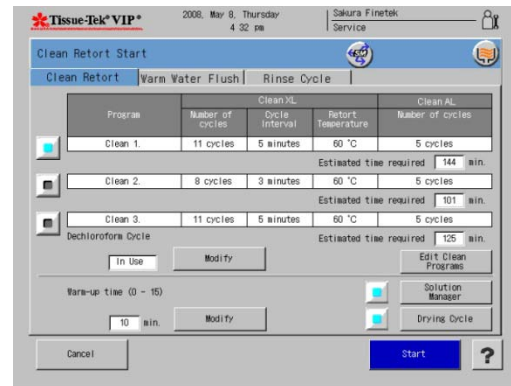 Tissue-Tek® VIP®
2008, May 8, Thursday
4 32 pm
Sakura Finetek
Service
Clean Retort Start
Clean Retort
Warm Water Flush
Rinse Cycle
Clean XL
Clean AL
Program
Number of cycles
Cycle Interval
Retort Temperature
Number of cycles
Clean 1. 11 cycles 5 minutes 60 °C 5 cycles
Estimated time required 144 min.
Clean 2. 8 cycles 3 minutes 60 °C 5 cycles
Estimated time required 101 min.
Clean 3. 11 cycles 5 minutes 60 °C 5 cycles
Dechloroform Cycle
Estimated time required 125 min.
In Use
Modify
Edit Clean Programs
Warm-up time (0 - 15)
Solution Manager
10 min.
Modify
Drying Cycle
Cancel
Start
?